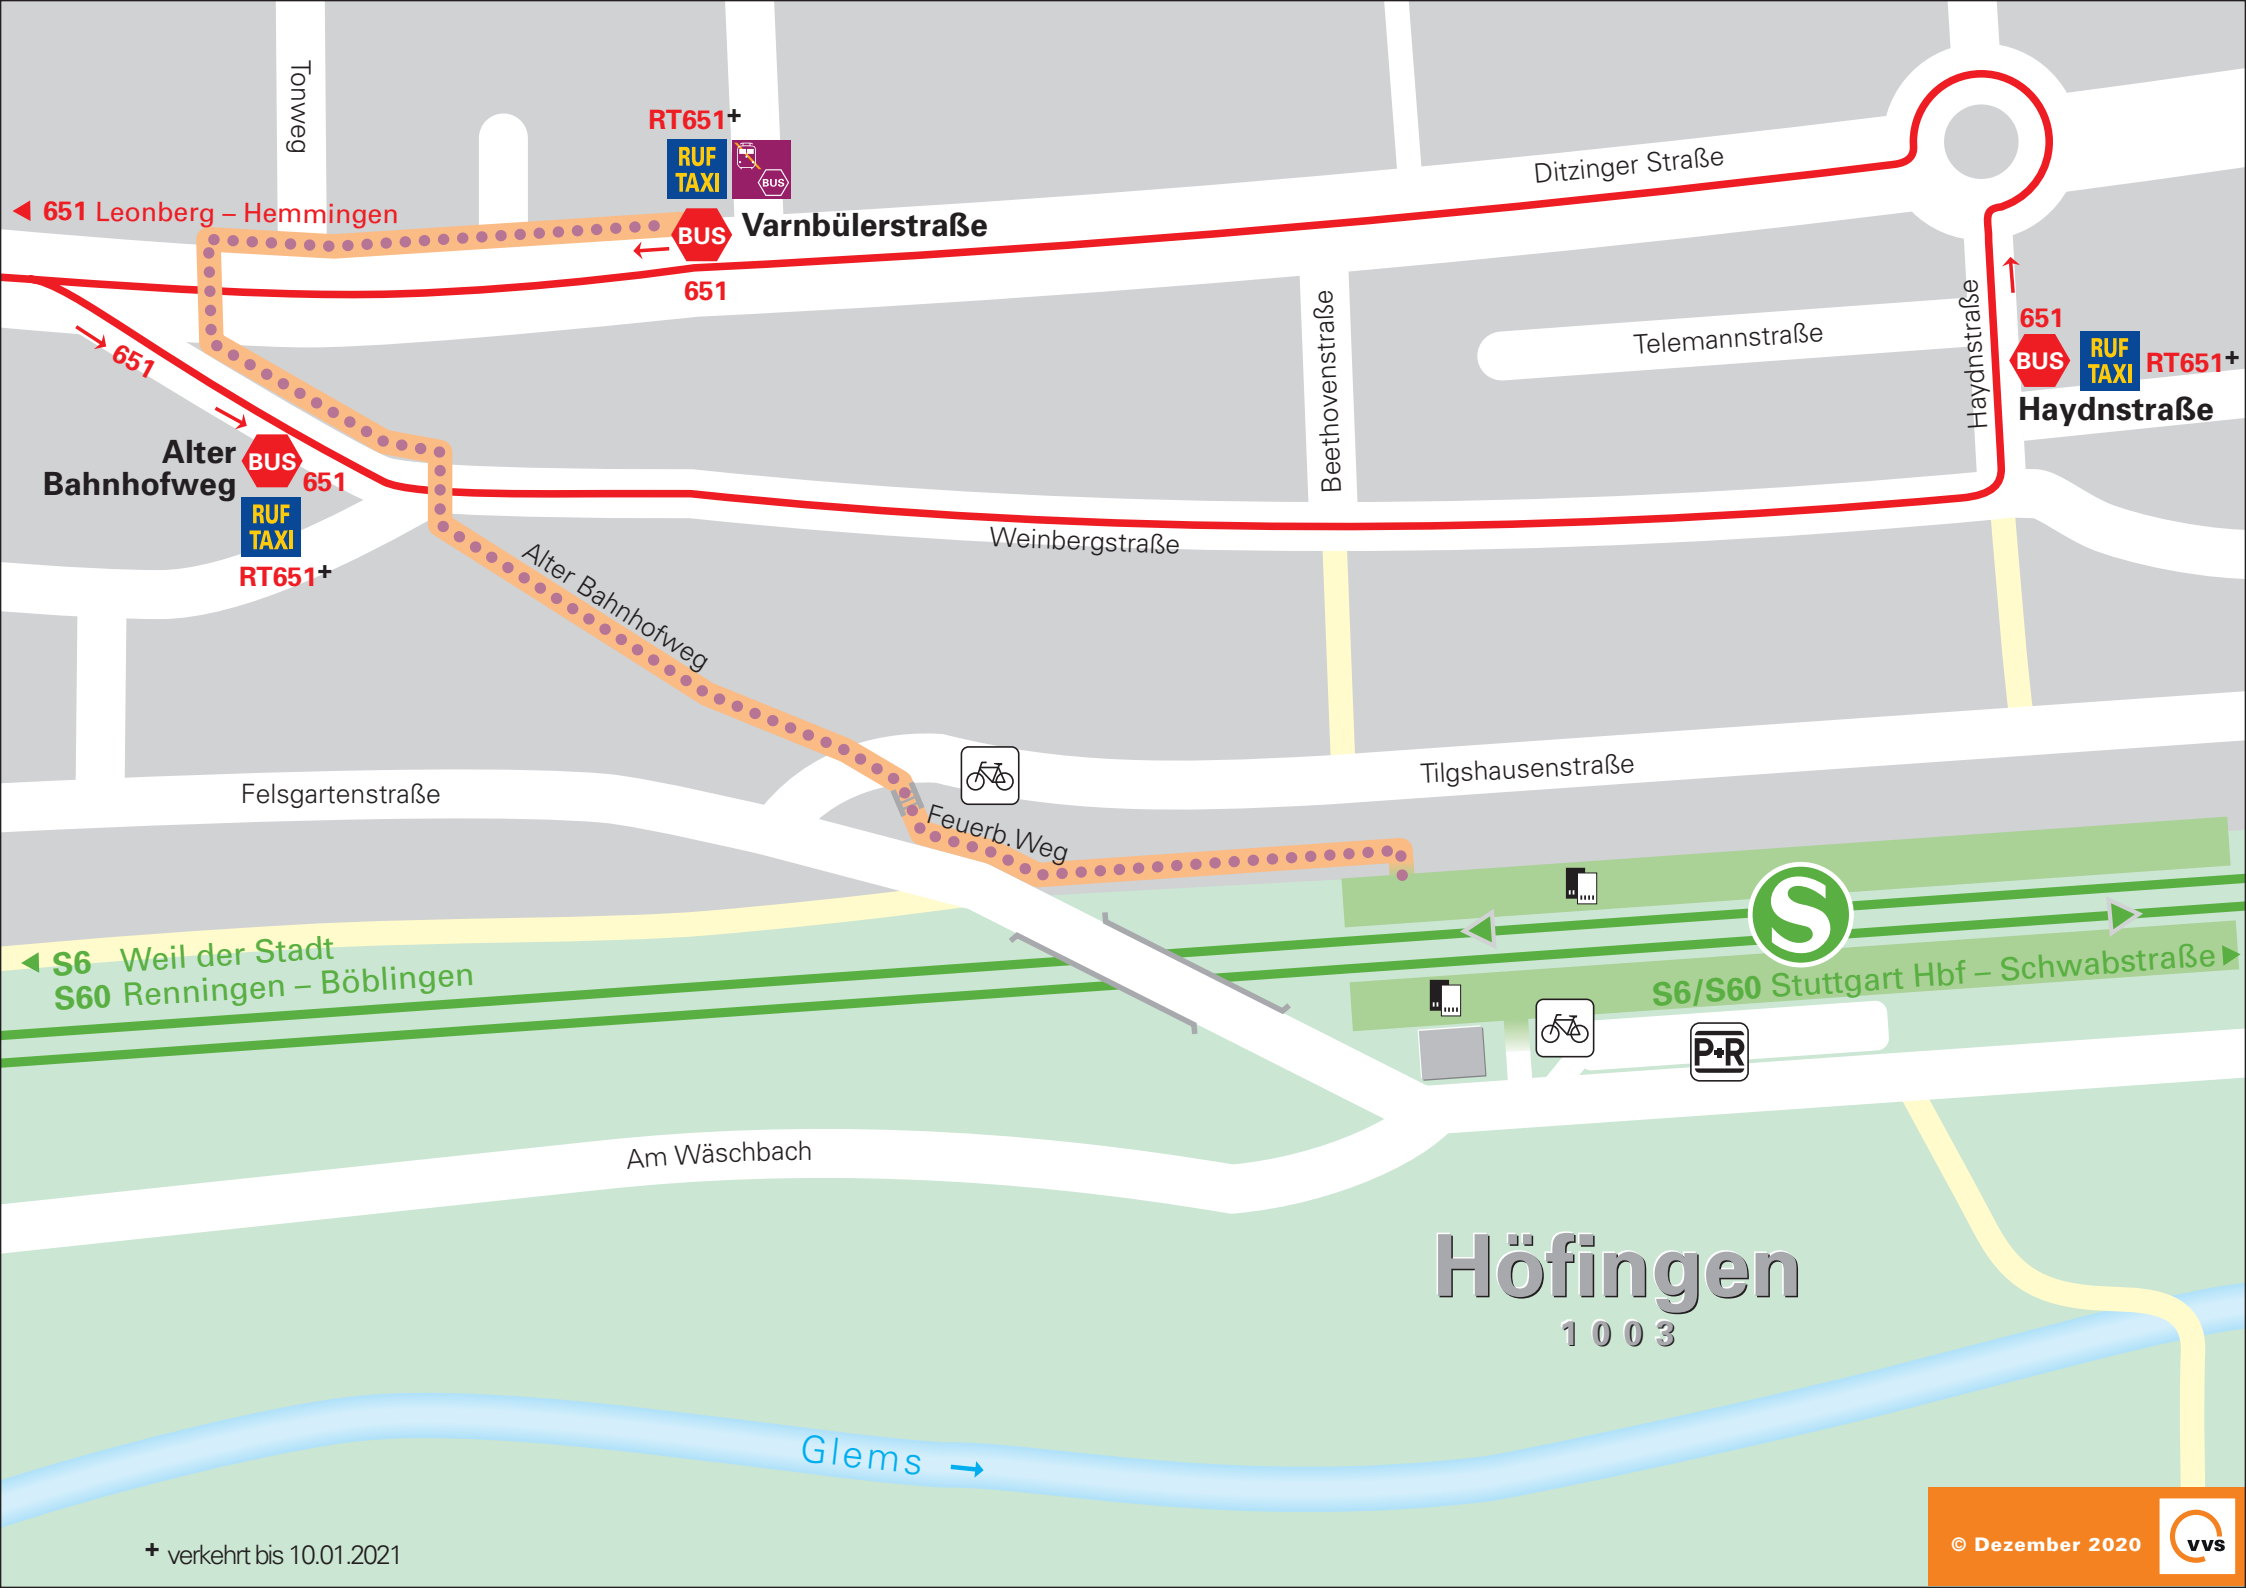 Tonweg
RT651+
RUF
TAXI
BUS
◄ 651 Leonberg – Hemmingen
BUS
Varnbülerstraße
651
Ditzinger Straße
Beethovenstraße
Telemannstraße
Haydnstraße
651
BUS
RUF
TAXI
RT651+
Haydnstraße
651
Alter
Bahnhofweg
BUS
651
RUF
TAXI
RT651+
Weinbergstraße
Alter Bahnhofweg
Felsgartenstraße
Tilgshausenstraße
Feuerb.Weg
S
◄ S6 Weil der Stadt
S60 Renningen – Böblingen
S6/S60 Stuttgart Hbf – Schwabstraße ►
P+R
Am Wäschbach
Höfingen
1003
Glems →
+ verkehrt bis 10.01.2021
© Dezember 2020
VVS